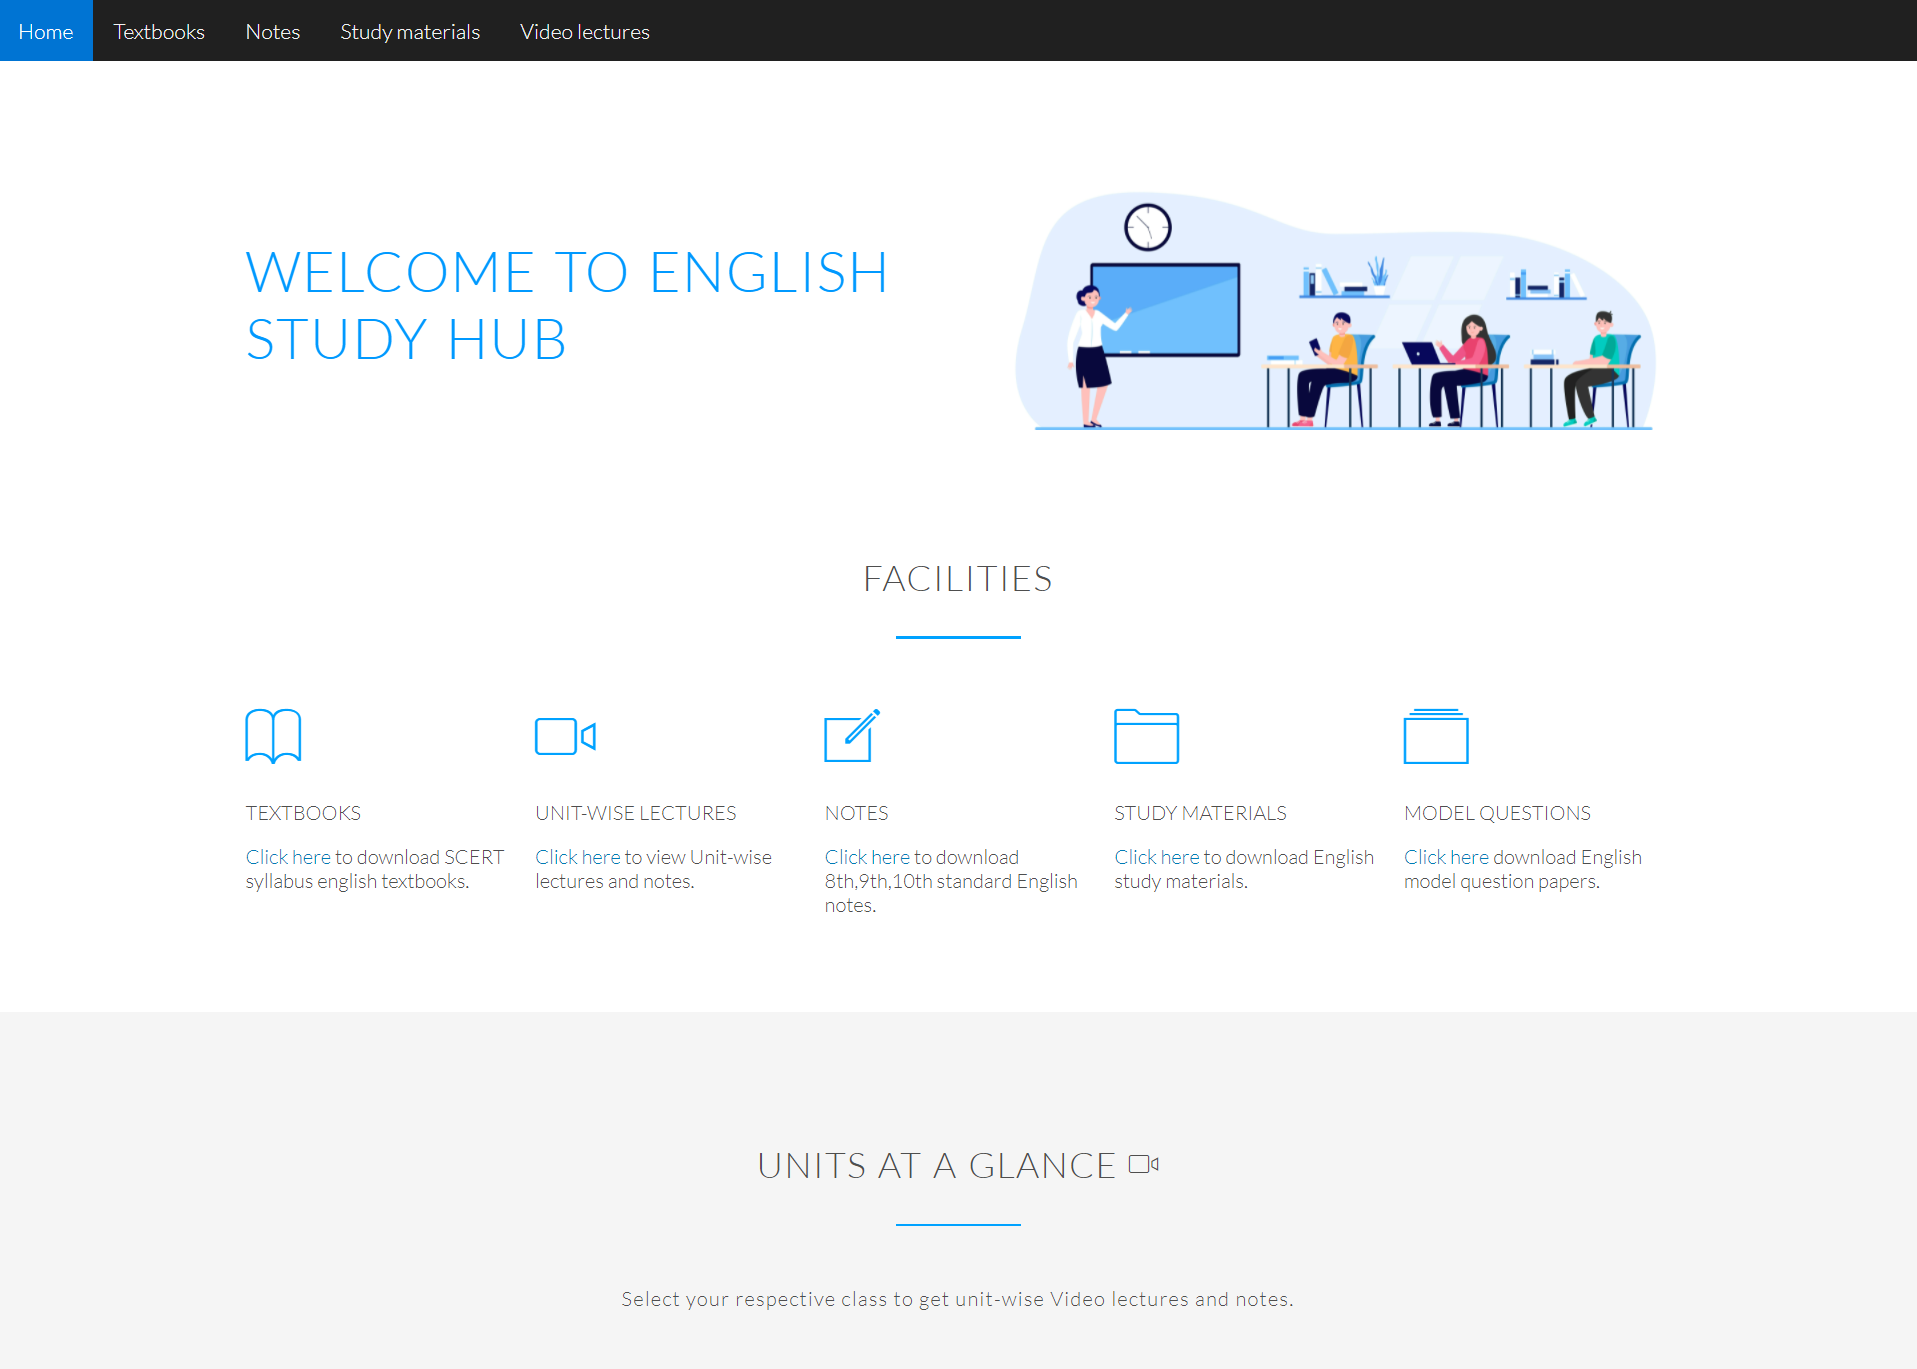 Home Textbooks Notes Study materials Video lectures
WELCOME TO ENGLISH
STUDY HUB
FACILITIES
TEXTBOOKS
Click here to download SCERT
syllabus english textbooks.
UNIT-WISE LECTURES
Click here to view Unit-wise
lectures and notes.
NOTES
Click here to download
8th,9th,10th standard English
notes.
STUDY MATERIALS
Click here to download English
study materials.
MODEL QUESTIONS
Click here download English
model question papers.
UNITS AT A GLANCE
Select your respective class to get unit-wise Video lectures and notes.